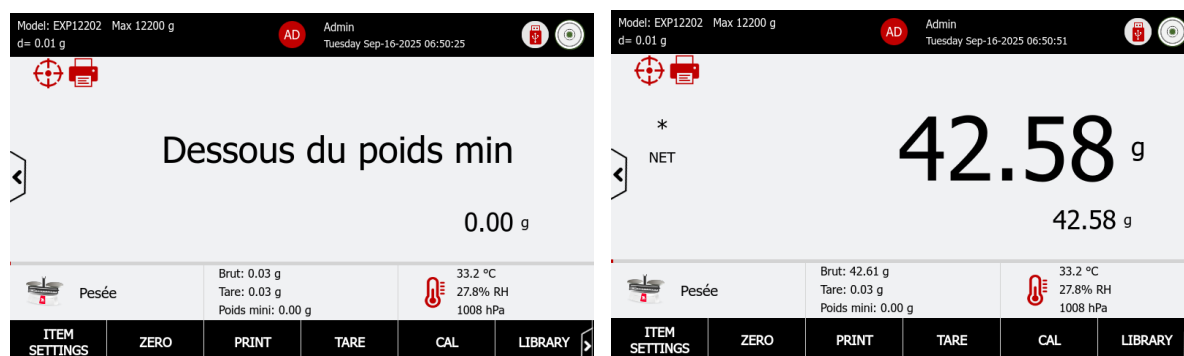 Model: EXP12202 Max 12200 g
d= 0.01 g
AD
Admin
Tuesday Sep-16-2025 06:50:25
Dessous du poids min
0.00 g
Pesée
Brut: 0.03 g
Tare: 0.03 g
Poids mini: 0.00 g
33.2 °C
27.8% RH
1008 hPa
ITEM
SETTINGS
ZERO
PRINT
TARE
CAL
LIBRARY
Model: EXP12202 Max 12200 g
d= 0.01 g
AD
Admin
Tuesday Sep-16-2025 06:50:51
*
NET
42.58 g
42.58 g
Pesée
Brut: 42.61 g
Tare: 0.03 g
Poids mini: 0.00 g
33.2 °C
27.8% RH
1008 hPa
ITEM
SETTINGS
ZERO
PRINT
TARE
CAL
LIBRARY